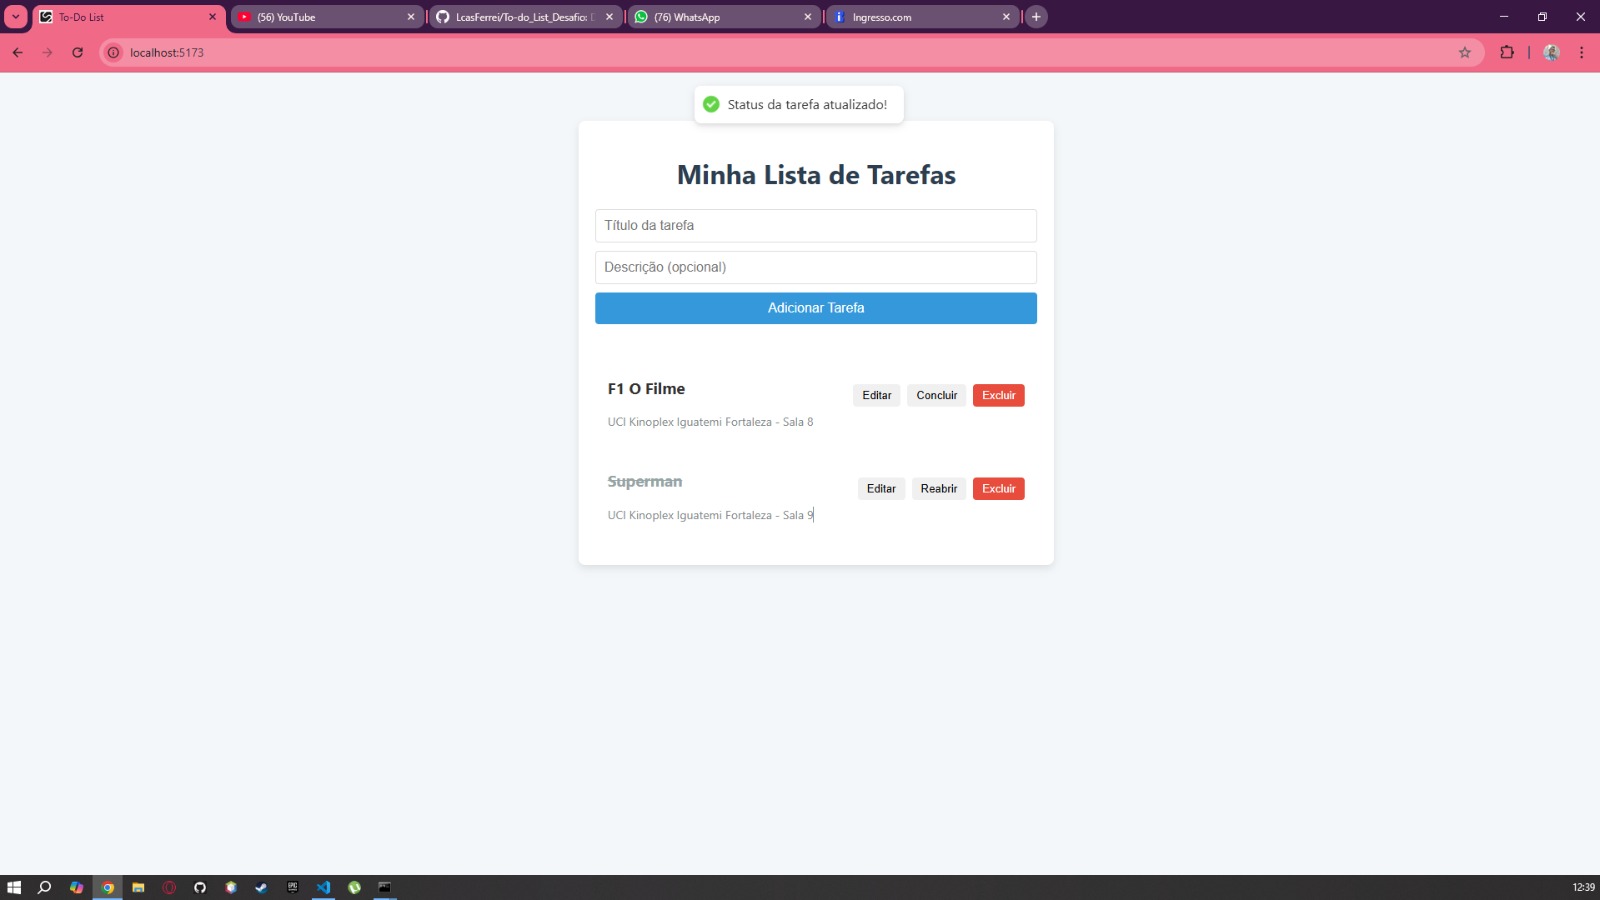 To-Do List
(56) YouTube
LcasFerrei/To-do_List_Desafio: D
(76) WhatsApp
Ingresso.com
localhost:5173
Status da tarefa atualizado!
Minha Lista de Tarefas
Título da tarefa
Descrição (opcional)
Adicionar Tarefa
F1 O Filme
Editar
Concluir
Excluir
UCI Kinoplex Iguatemi Fortaleza - Sala 8
Superman
Editar
Reabrir
Excluir
UCI Kinoplex Iguatemi Fortaleza - Sala 9
EPIC
12:39